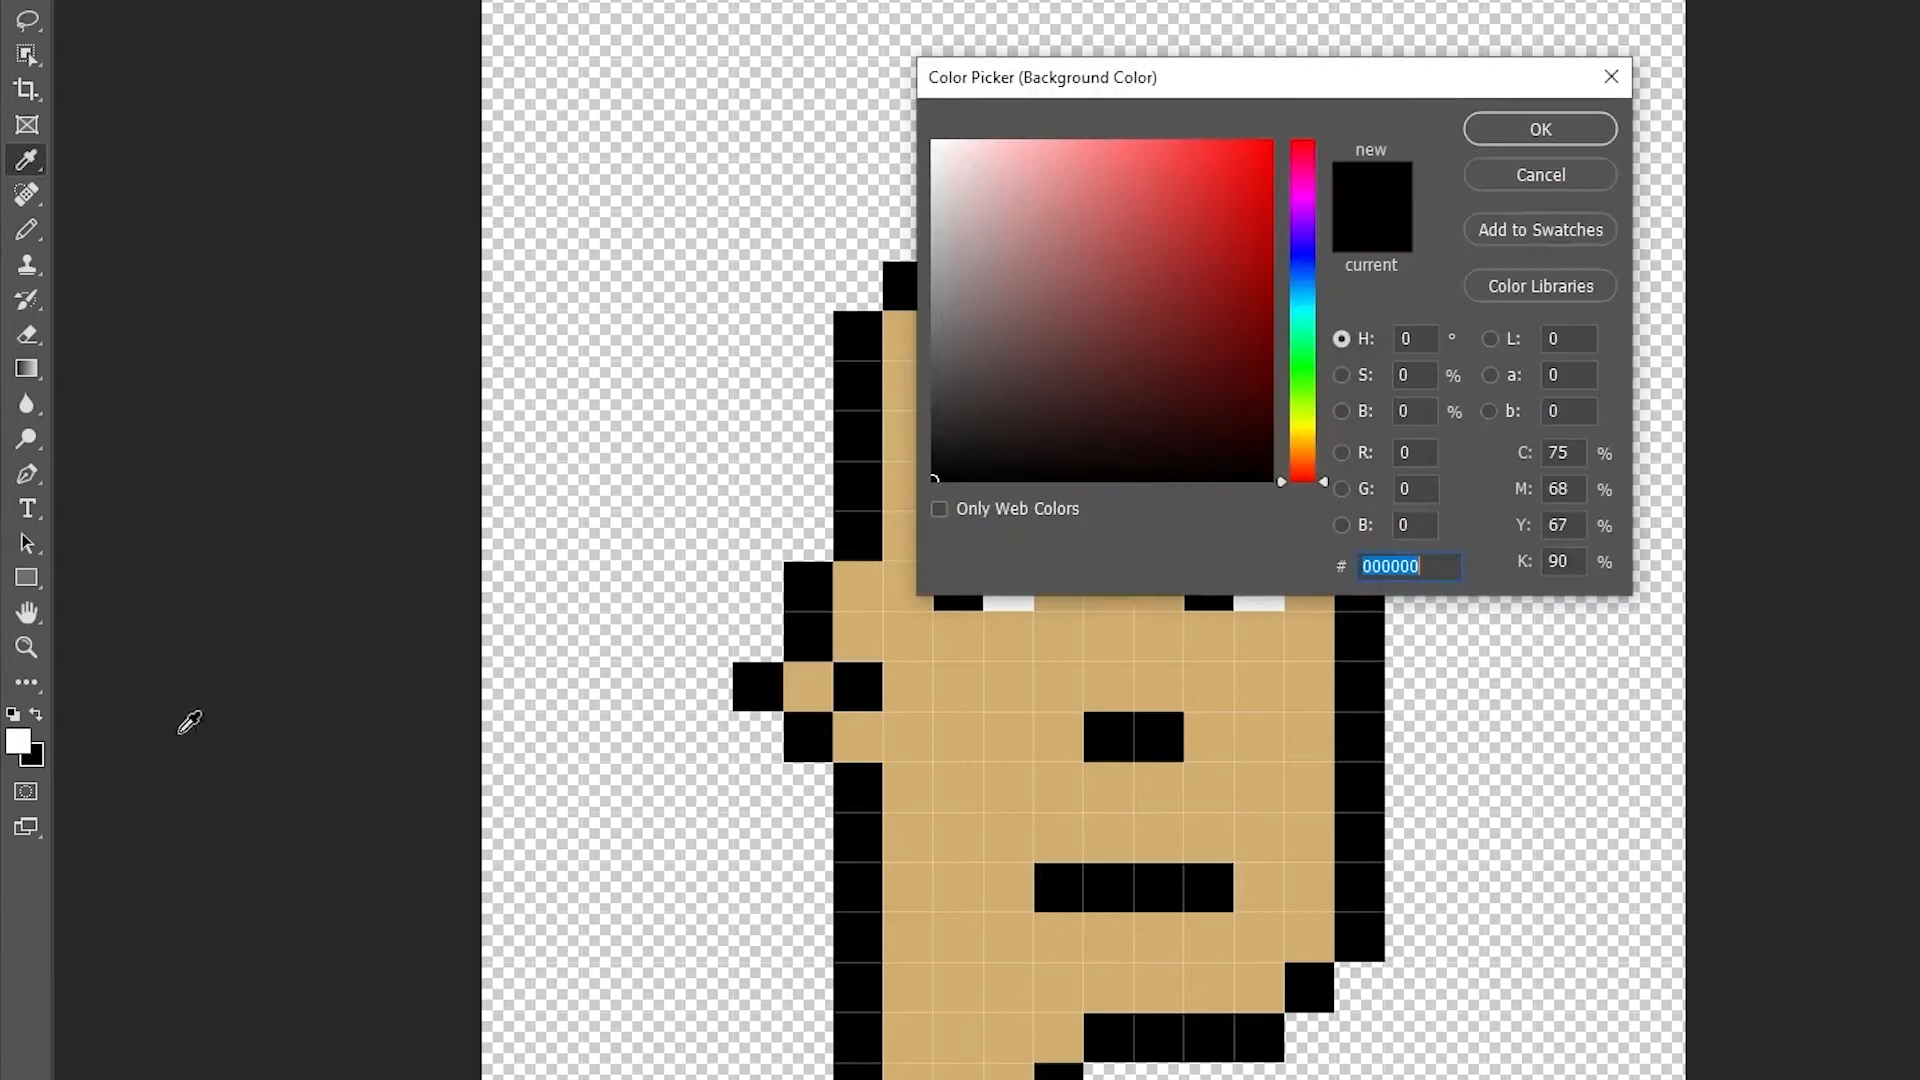 Color Picker (Background Color)
OK
new
Cancel
Add to Swatches
current
Color Libraries
H: 0 ° L: 0
S: 0 % a: 0
B: 0 % b: 0
R: 0 C: 75 %
G: 0 M: 68 %
Only Web Colors
B: 0 Y: 67 %
# 000000 K: 90 %
T